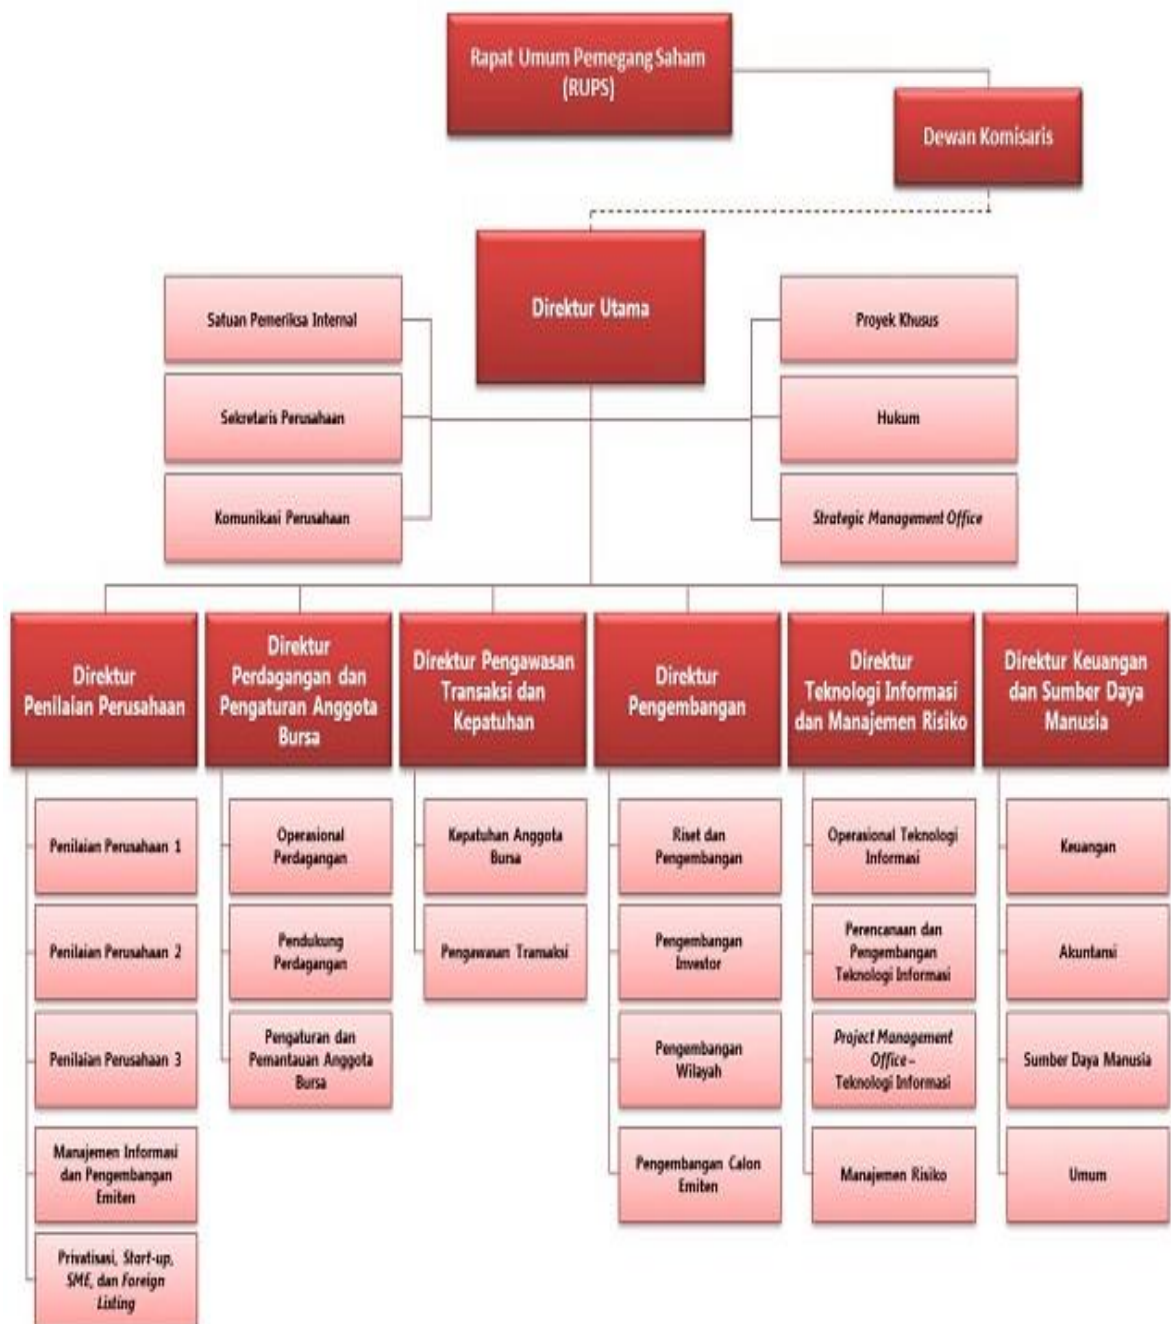 Rapat Umum Pemegang Saham
(RUPS)
Dewan Komisaris
Direktur Utama
Satuan Pemeriksa Internal
Sekretaris Perusahaan
Komunikasi Perusahaan
Proyek Khusus
Hukum
Strategic Management Office
Direktur
Penilaian Perusahaan
Direktur
Perdagangan dan
Pengaturan Anggota
Bursa
Direktur Pengawasan
Transaksi dan
Kepatuhan
Direktur
Pengembangan
Direktur
Teknologi Informasi
dan Manajemen Risiko
Direktur Keuangan
dan Sumber Daya
Manusia
Penilaian Perusahaan 1
Penilaian Perusahaan 2
Penilaian Perusahaan 3
Manajemen Informasi
dan Pengembangan
Emiten
Privatisasi, Start-up,
SME, dan Foreign
Listing
Operasional
Perdagangan
Pendukung
Perdagangan
Pengaturan dan
Pemantauan Anggota
Bursa
Kepatuhan Anggota
Bursa
Pengawasan Transaksi
Riset dan
Pengembangan
Pengembangan
Investor
Pengembangan
Wilayah
Pengembangan Calon
Emiten
Operasional Teknologi
Informasi
Perencanaan dan
Pengembangan
Teknologi Informasi
Project Management
Office –
Teknologi Informasi
Manajemen Risiko
Keuangan
Akuntansi
Sumber Daya Manusia
Umum